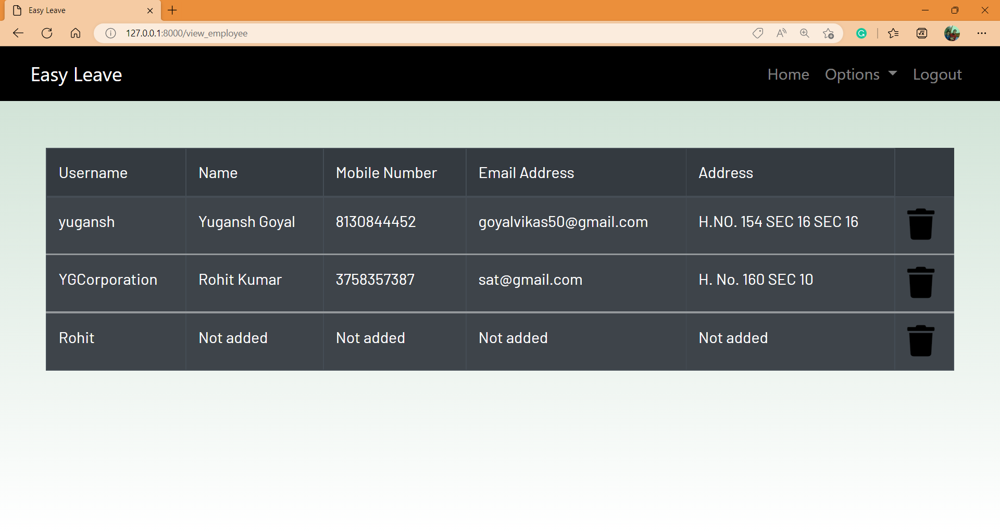 Easy Leave
127.0.0.1:8000/view_employee
Easy Leave Home Options Logout
Username Name Mobile Number Email Address Address
yugansh Yugansh Goyal 8130844452 goyalvikas50@gmail.com H.NO. 154 SEC 16 SEC 16
YGCorporation Rohit Kumar 3758357387 sat@gmail.com H. No. 160 SEC 10
Rohit Not added Not added Not added Not added